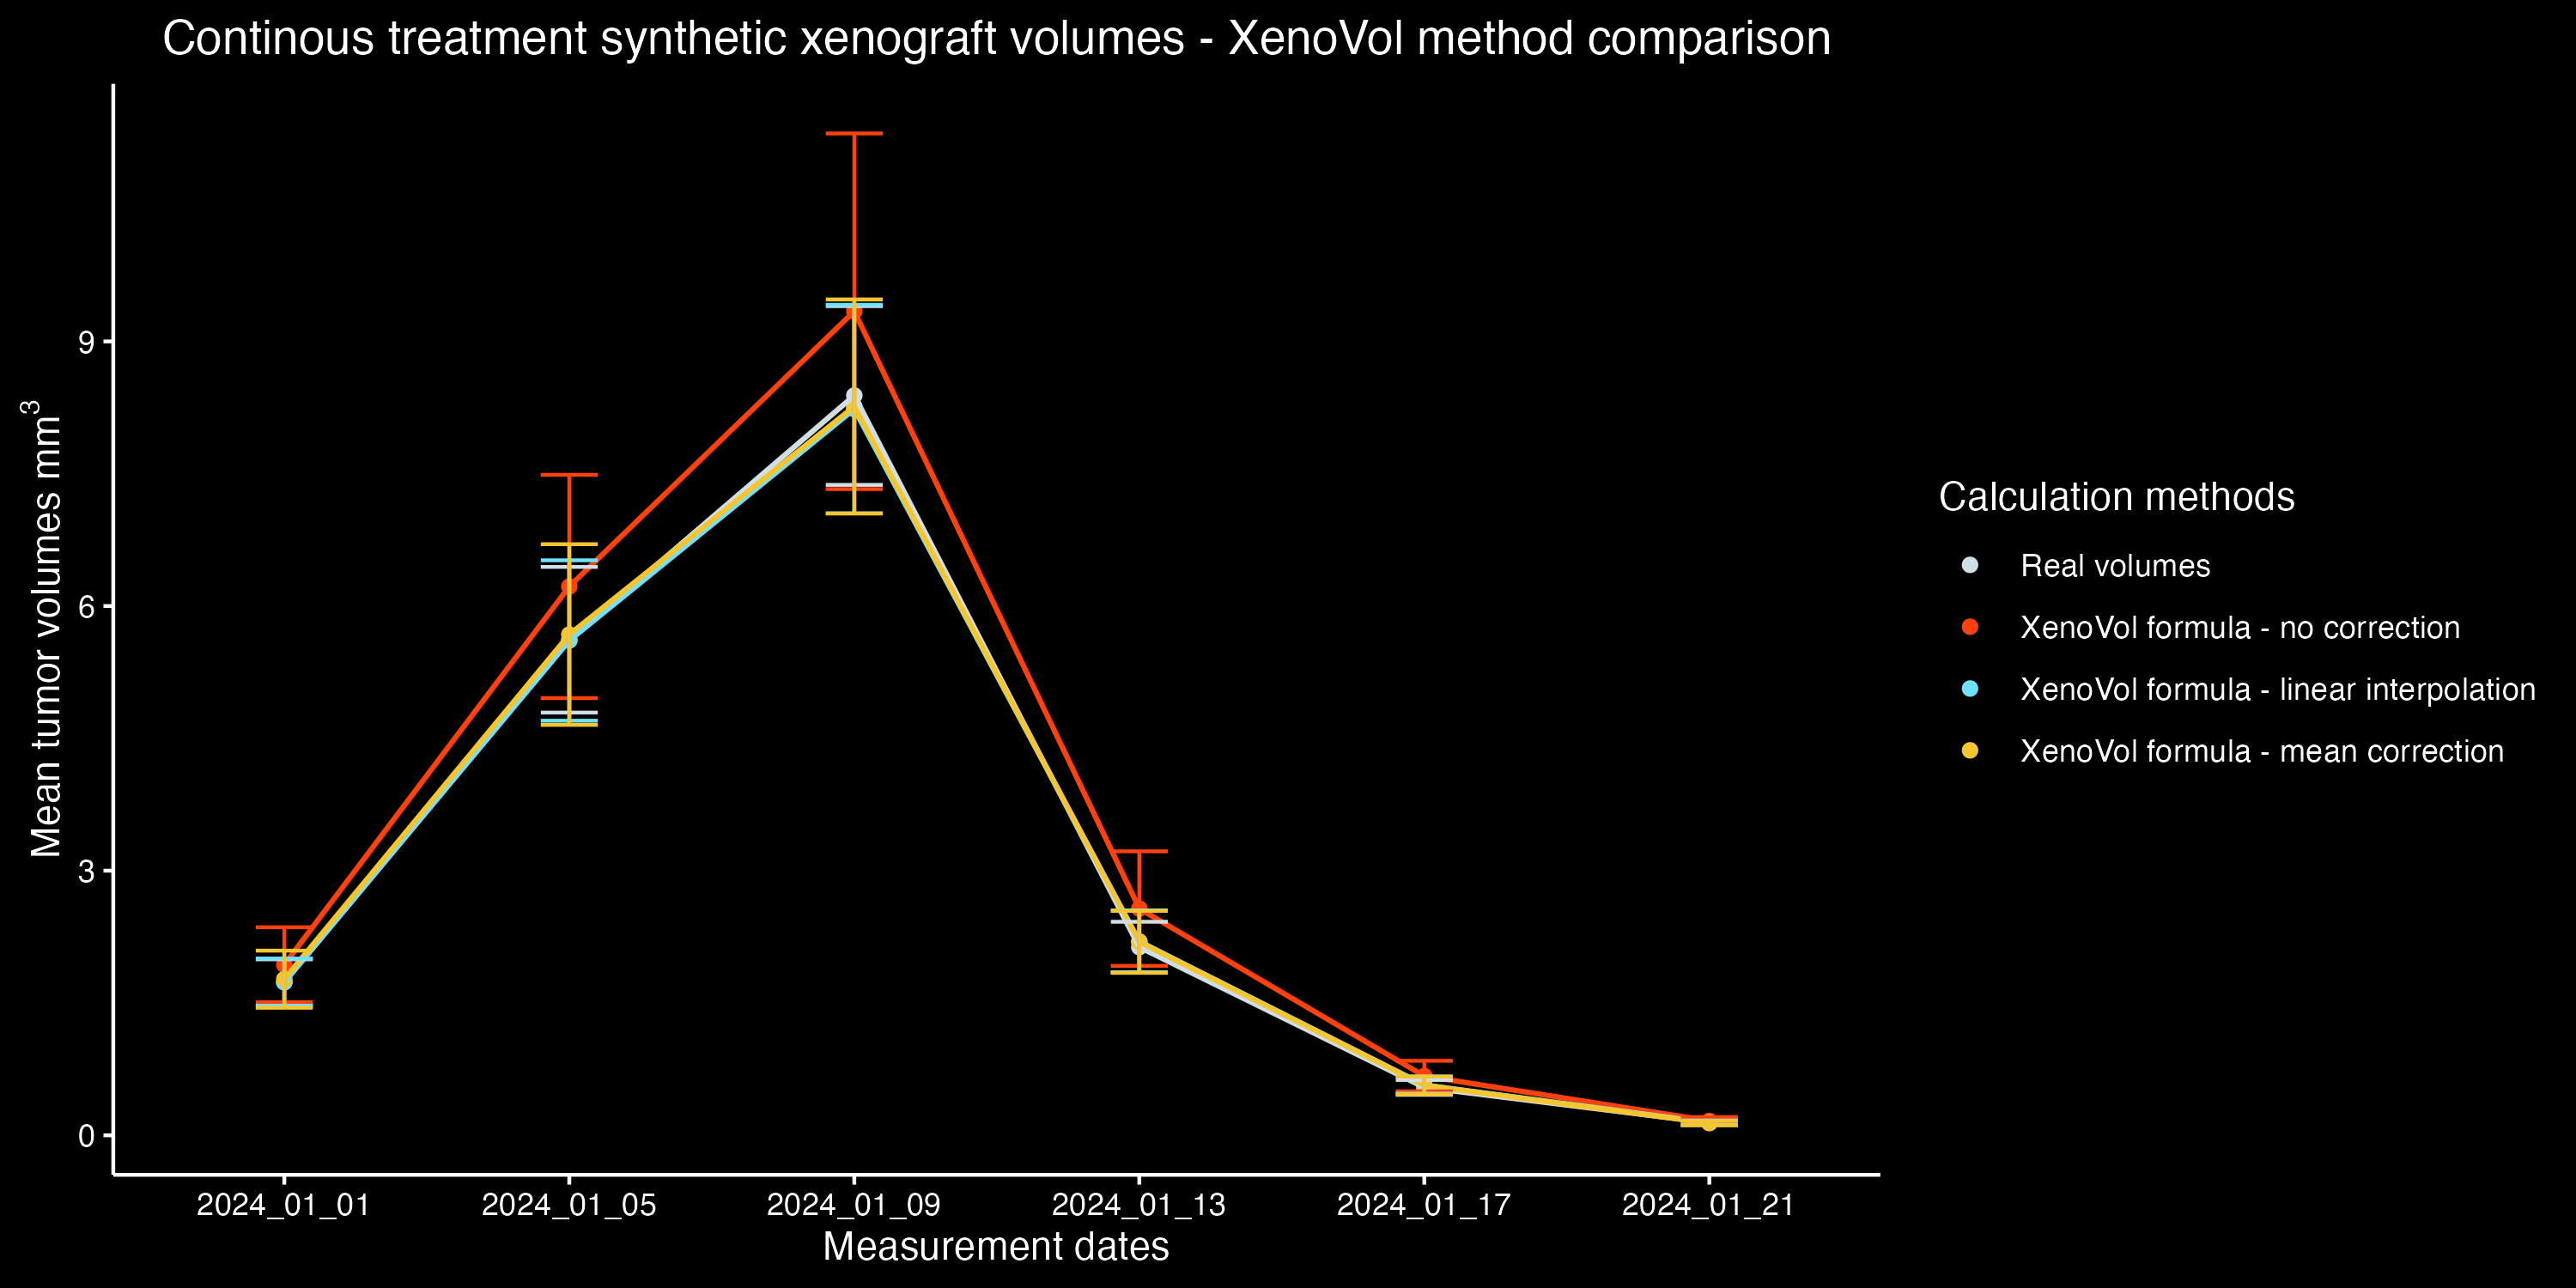 Continous treatment synthetic xenograft volumes - XenoVol method comparison
Mean tumor volumes mm³
9
6
3
0
2024_01_01 2024_01_05 2024_01_09 2024_01_13 2024_01_17 2024_01_21
Measurement dates
Calculation methods
Real volumes
XenoVol formula - no correction
XenoVol formula - linear interpolation
XenoVol formula - mean correction